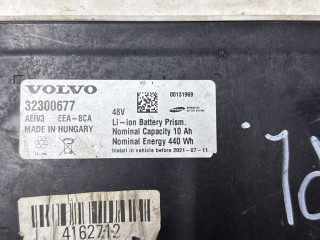 VOLVO
32300677
AEIV3 EEA-BCA
MADE IN HUNGARY
00131969
48V
Li-ion Battery Prism.
Nominal Capacity 10 Ah
Nominal Energy 440 Wh
Install in vehicle before 2021-07-11
4162712